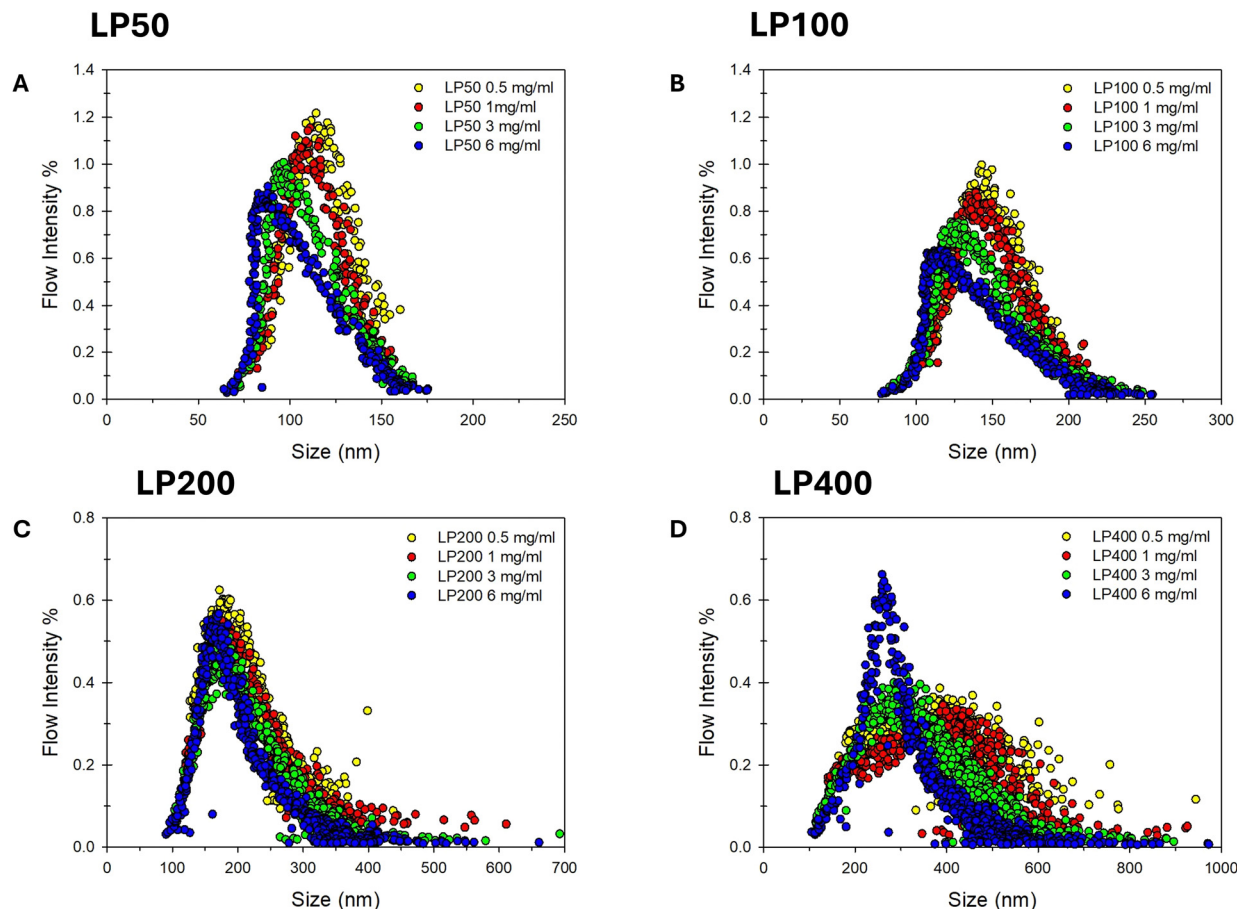 LP50
LP100
A
1.4
1.2
1.0
0.8
0.6
0.4
0.2
0.0
Flow Intensity %
LP50 0.5 mg/ml
LP50 1mg/ml
LP50 3 mg/ml
LP50 6 mg/ml
0 50 100 150 200 250
Size (nm)
B
1.4
1.2
1.0
0.8
0.6
0.4
0.2
0.0
Flow Intensity %
LP100 0.5 mg/ml
LP100 1 mg/ml
LP100 3 mg/ml
LP100 6 mg/ml
0 50 100 150 200 250 300
Size (nm)
LP200
LP400
C
0.8
0.6
0.4
0.2
0.0
Flow Intensity %
LP200 0.5 mg/ml
LP200 1 mg/ml
LP200 3 mg/ml
LP200 6 mg/ml
0 100 200 300 400 500 600 700
Size (nm)
D
0.8
0.6
0.4
0.2
0.0
Flow Intensity %
LP400 0.5 mg/ml
LP400 1 mg/ml
LP400 3 mg/ml
LP400 6 mg/ml
0 200 400 600 800 1000
Size (nm)